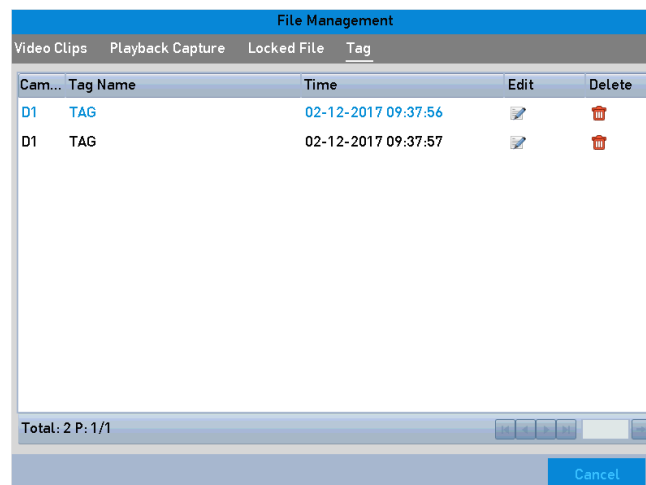 File Management
Video Clips Playback Capture Locked File Tag
Cam... Tag Name Time Edit Delete
D1 TAG 02-12-2017 09:37:56
D1 TAG 02-12-2017 09:37:57
Total: 2 P: 1/1
Cancel